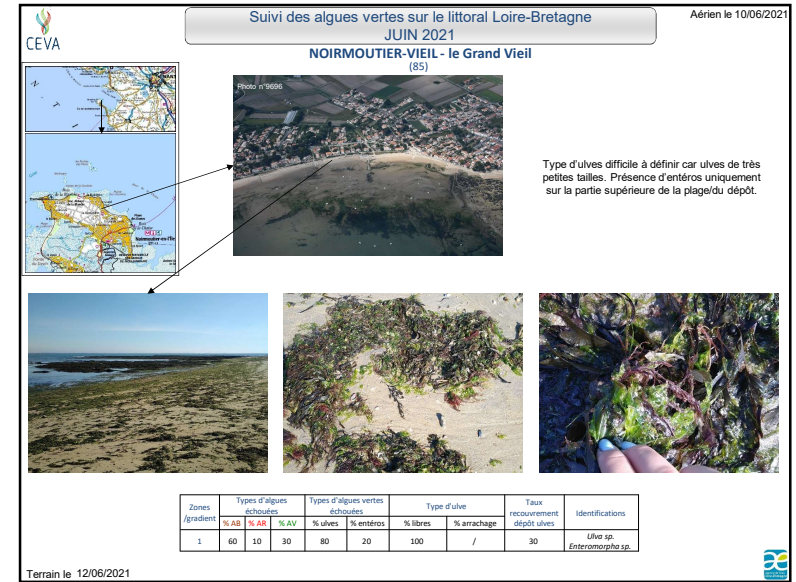 CEVA
Suivi des algues vertes sur le littoral Loire-Bretagne
JUIN 2021
Aérien le 10/06/2021
NOIRMOUTIER-VIEIL - le Grand Vieil
(85)
Photo n°9696
Noirmoutier-en-l'Île
Type d'ulves difficile à définir car ulves de très
petites tailles. Présence d'entéros uniquement
sur la partie supérieure de la plage/du dépôt.
Zones /gradient
Types d'algues échouées
Types d'algues vertes échouées
Type d'ulve
Taux recouvrement dépôt ulves
Identifications
% AB % AR % AV % ulves % entéros % libres % arrachage
1 60 10 30 80 20 100 / 30 Ulva sp.
Enteromorpha sp.
Terrain le 12/06/2021